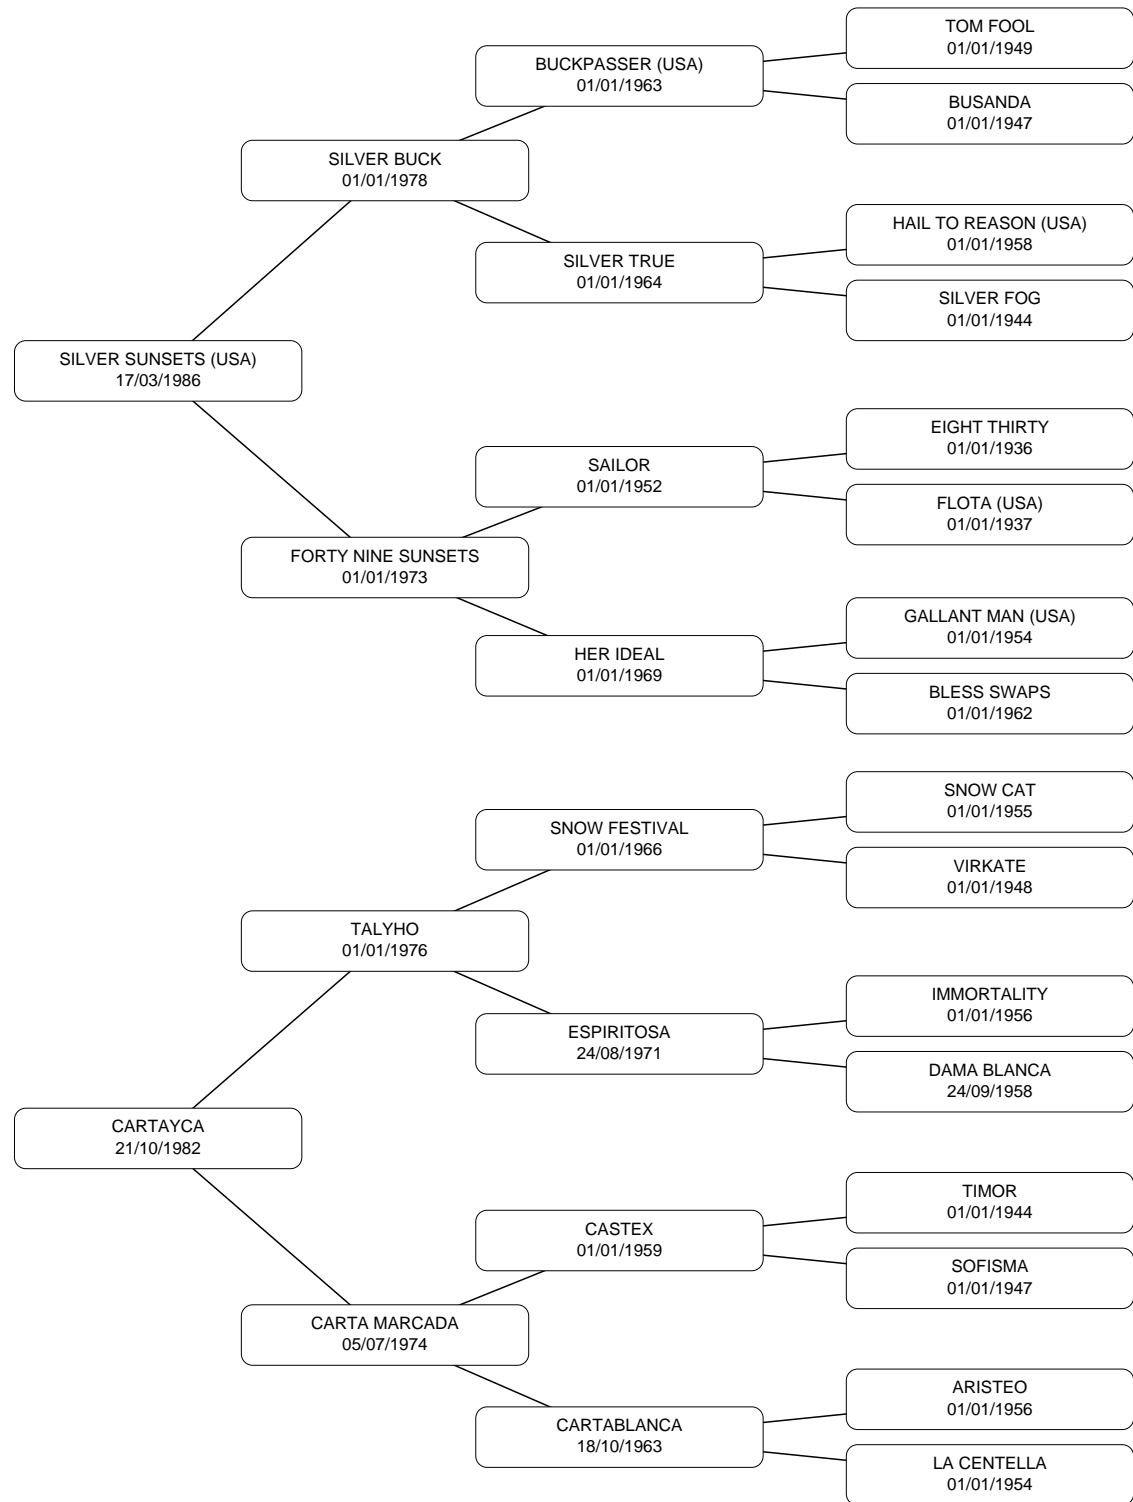 TOM FOOL
01/01/1949
BUCKPASSER (USA)
01/01/1963
BUSANDA
01/01/1947
SILVER BUCK
01/01/1978
HAIL TO REASON (USA)
01/01/1958
SILVER TRUE
01/01/1964
SILVER FOG
01/01/1944
SILVER SUNSETS (USA)
17/03/1986
EIGHT THIRTY
01/01/1936
SAILOR
01/01/1952
FLOTA (USA)
01/01/1937
FORTY NINE SUNSETS
01/01/1973
GALLANT MAN (USA)
01/01/1954
HER IDEAL
01/01/1969
BLESS SWAPS
01/01/1962
SNOW CAT
01/01/1955
SNOW FESTIVAL
01/01/1966
VIRKATE
01/01/1948
TALYHO
01/01/1976
IMMORTALITY
01/01/1956
ESPIRITOSA
24/08/1971
DAMA BLANCA
24/09/1958
CARTAYCA
21/10/1982
TIMOR
01/01/1944
CASTEX
01/01/1959
SOFISMA
01/01/1947
CARTA MARCADA
05/07/1974
ARISTEO
01/01/1956
CARTABLANCA
18/10/1963
LA CENTELLA
01/01/1954